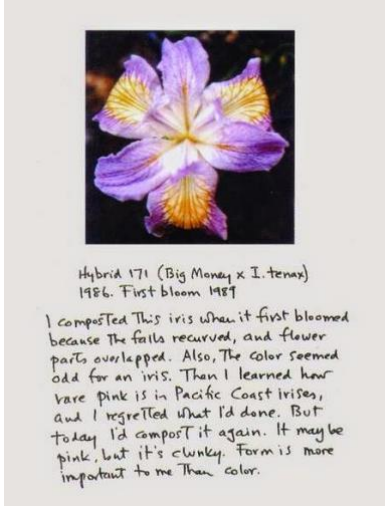 Hybrid 171 (Big Money x I. tenax)
1986. First bloom 1989
I composted This iris when it first bloomed
because The falls recurved, and flower
parts overlapped. Also, The color seemed
odd for an iris. Then I learned how
rare pink is in Pacific Coast irises,
and I regretted what I'd done. But
today I'd compost it again. It may be
pink, but it's clunky. Form is more
important to me Than color.